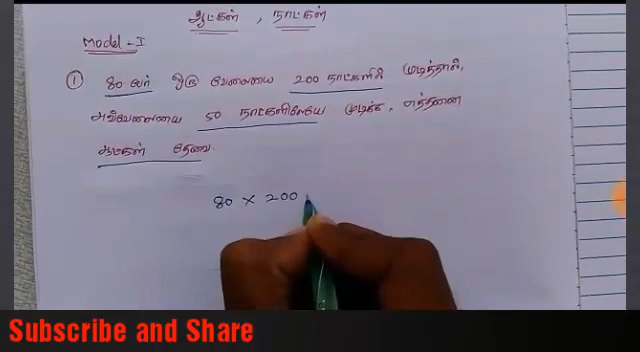 ஆட்கள் , நாட்கள்
Model - I
① 80 பேர் ஒரு வேலையை 200 நாட்களில் முடித்தால்,
அவ்வேலையை 50 நாட்களிலேயே முடிக்க, எத்தனை
ஆட்கள் தேவை.
80 × 200
Subscribe and Share